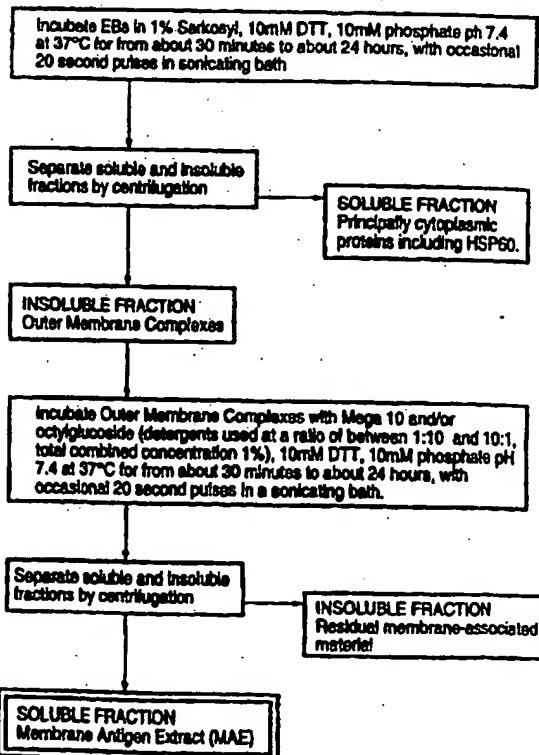 Incubate EBs in 1% Sarkosyl, 10mM DTT, 10mM phosphate ph 7.4
at 37°C for from about 30 minutes to about 24 hours, with occasional
20 second pulses in sonicating bath
Separate soluble and insoluble
fractions by centrifugation
SOLUBLE FRACTION
Principally cytoplasmic
proteins including HSP60.
INSOLUBLE FRACTION
Outer Membrane Complexes
Incubate Outer Membrane Complexes with Mega 10 and/or
octylglucoside (detergents used at a ratio of between 1:10 and 10:1,
total combined concentration 1%), 10mM DTT, 10mM phosphate pH
7.4 at 37°C for from about 30 minutes to about 24 hours, with
occasional 20 second pulses in a sonicating bath.
Separate soluble and insoluble
fractions by centrifugation
INSOLUBLE FRACTION
Residual membrane-associated
material
SOLUBLE FRACTION
Membrane Antigen Extract (MAE)